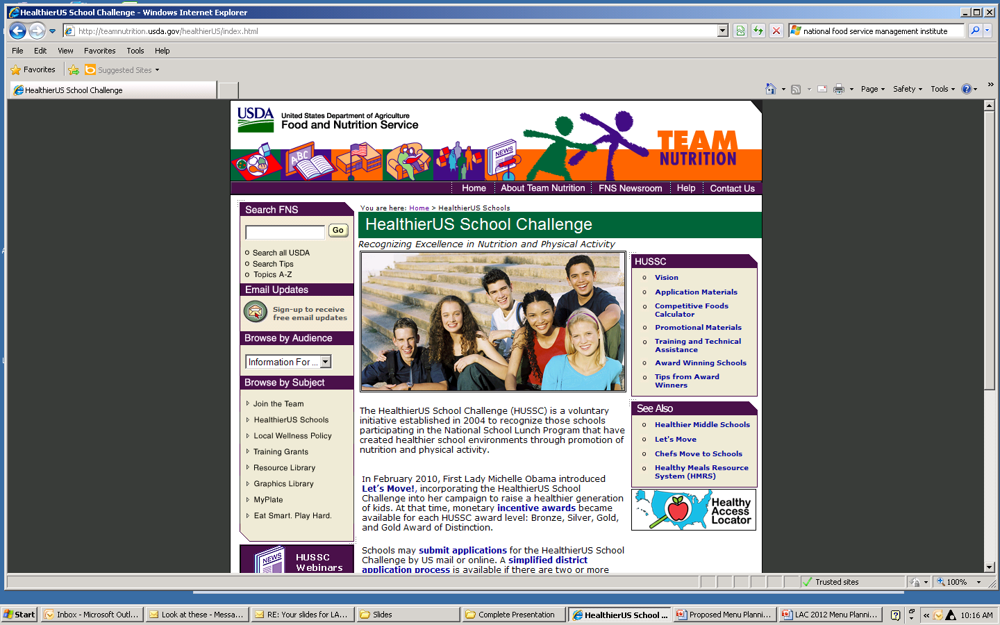 HealthierUS School Challenge - Windows Internet Explorer
http://teamnutrition.usda.gov/healthierUS/index.html
national food service management institute
File Edit View Favorites Tools Help
Favorites Suggested Sites
HealthierUS School Challenge
Page Safety Tools
USDA
United States Department of Agriculture
Food and Nutrition Service
ABC
NEWS
TEAM
NUTRITION
Home About Team Nutrition FNS Newsroom Help Contact Us
Search FNS
Go
Search all USDA
Search Tips
Topics A-Z
Email Updates
Sign-up to receive
free email updates
Browse by Audience
Information For ...
Browse by Subject
Join the Team
HealthierUS Schools
Local Wellness Policy
Training Grants
Resource Library
Graphics Library
MyPlate
Eat Smart. Play Hard.
NEWS
HUSSC
Webinars
You are here: Home > HealthierUS Schools
HealthierUS School Challenge
Recognizing Excellence in Nutrition and Physical Activity
The HealthierUS School Challenge (HUSSC) is a voluntary
initiative established in 2004 to recognize those schools
participating in the National School Lunch Program that have
created healthier school environments through promotion of
nutrition and physical activity.
In February 2010, First Lady Michelle Obama introduced
Let's Move!, incorporating the HealthierUS School
Challenge into her campaign to raise a healthier generation
of kids. At that time, monetary incentive awards became
available for each HUSSC award level: Bronze, Silver, Gold,
and Gold Award of Distinction.
Schools may submit applications for the HealthierUS School
Challenge by US mail or online. A simplified district
application process is available if there are two or more
HUSSC
Vision
Application Materials
Competitive Foods
Calculator
Promotional Materials
Training and Technical
Assistance
Award Winning Schools
Tips from Award
Winners
See Also
Healthier Middle Schools
Let's Move
Chefs Move to Schools
Healthy Meals Resource
System (HMRS)
Healthy
Access
Locator
Trusted sites
100%
Start
Inbox - Microsoft Outl...
Look at these - Messa...
RE: Your slides for LA...
Slides
Complete Presentation
HealthierUS School ...
Proposed Menu Planni...
LAC 2012 Menu Planni...
10:16 AM